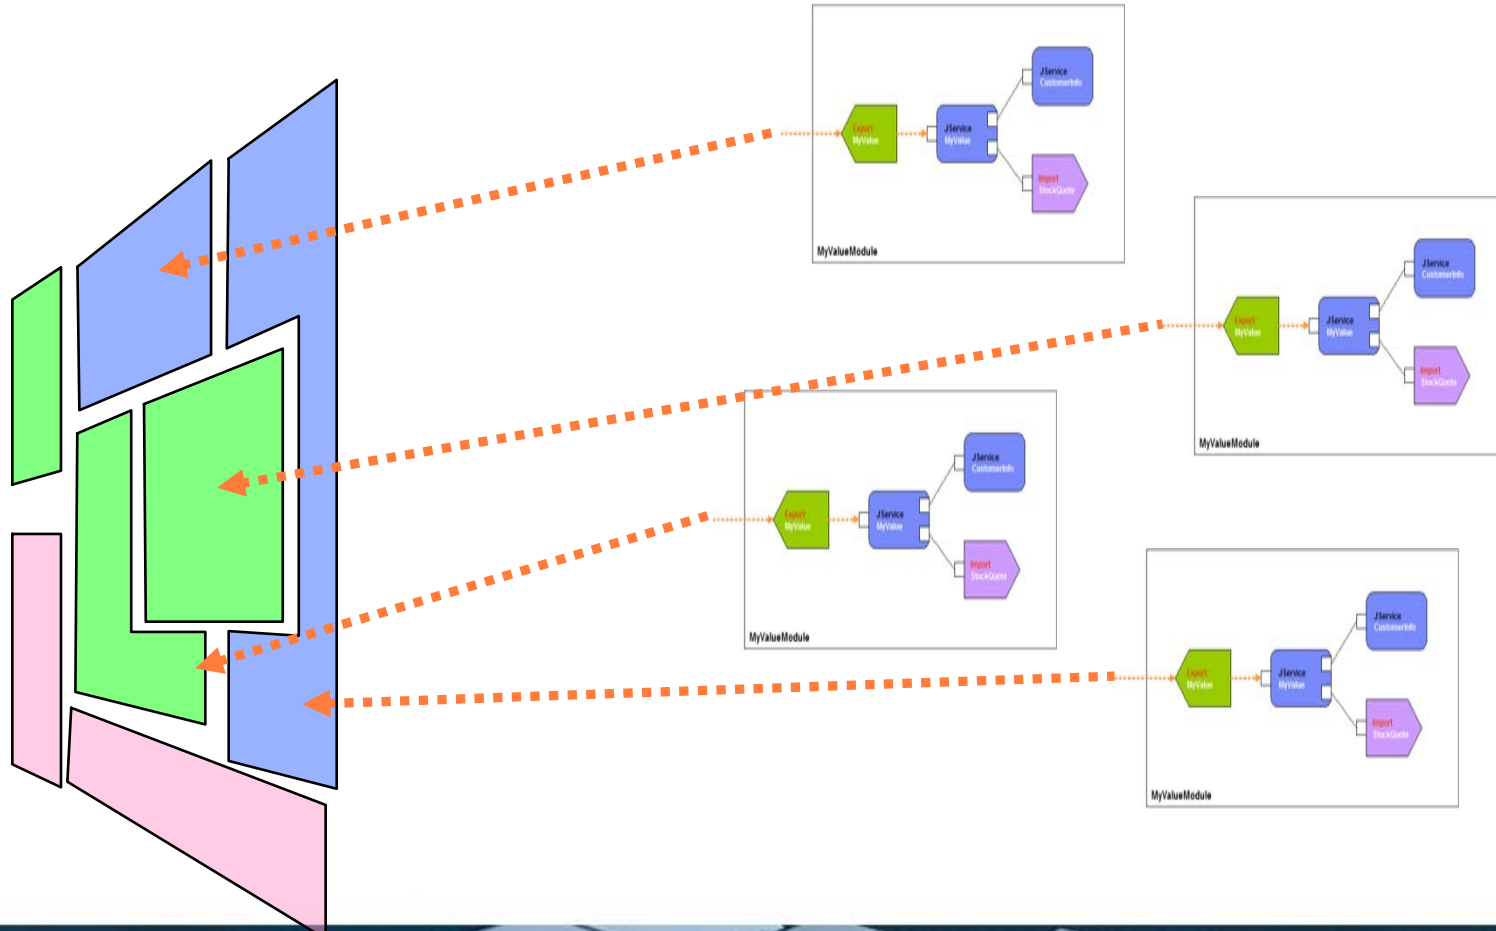 JService
CustomerInfo
Export
MyValue
JService
MyValue
Import
StockQuote
MyValueModule
JService
CustomerInfo
Export
MyValue
JService
MyValue
Import
StockQuote
MyValueModule
JService
CustomerInfo
Export
MyValue
JService
MyValue
Import
StockQuote
MyValueModule
JService
CustomerInfo
Export
MyValue
JService
MyValue
Import
StockQuote
MyValueModule